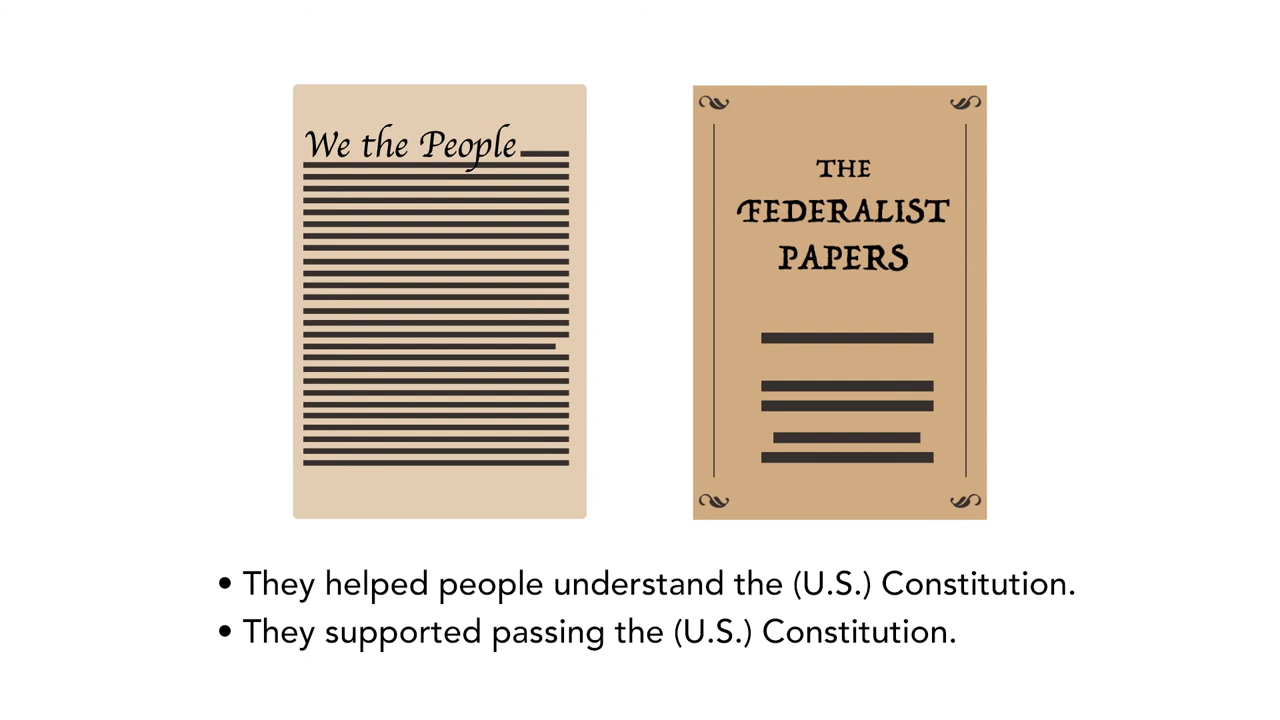 We the People
THE
FEDERALIST
PAPERS
• They helped people understand the (U.S.) Constitution.
• They supported passing the (U.S.) Constitution.